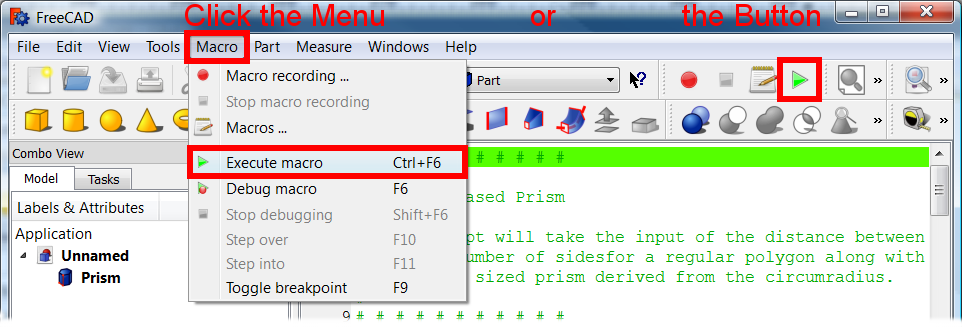 Click the Menu or the Button
FreeCAD
File Edit View Tools Macro Part Measure Windows Help
Macro recording ...
Part
Stop macro recording
Macros ...
Execute macro Ctrl+F6
Debug macro F6
Stop debugging Shift+F6
Step over F10
Step into F11
Toggle breakpoint F9
Combo View
Model Tasks
Labels & Attributes
Application
Unnamed
Prism
# # # # # #
ased Prism
pt will take the input of the distance between
umber of sidesfor a regular polygon along with
sized prism derived from the circumradius.
9 # # # # # # # # # # #